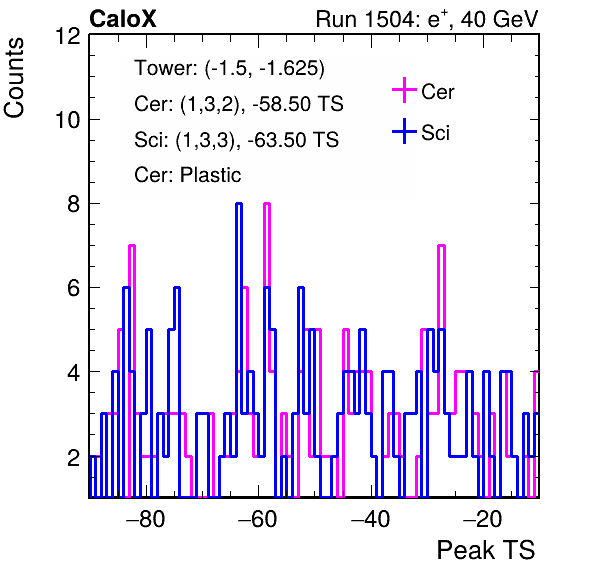 CaloX Run 1504: e⁺, 40 GeV
Counts
12
10
8
6
4
2
Tower: (-1.5, -1.625)
Cer: (1,3,2), -58.50 TS
Sci: (1,3,3), -63.50 TS
Cer: Plastic
Cer
Sci
−80 −60 −40 −20
Peak TS